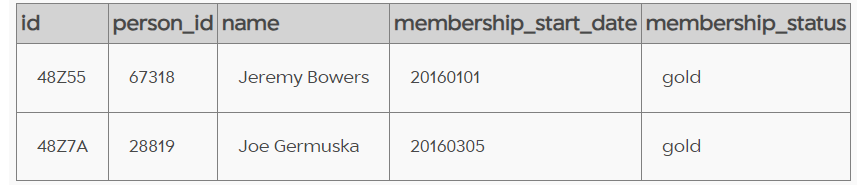 id person_id name membership_start_date membership_status
48Z55 67318 Jeremy Bowers 20160101 gold
48Z7A 28819 Joe Germuska 20160305 gold